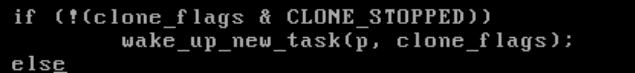 if (!(clone_flags & CLONE_STOPPED))
        wake_up_new_task(p, clone_flags);
else